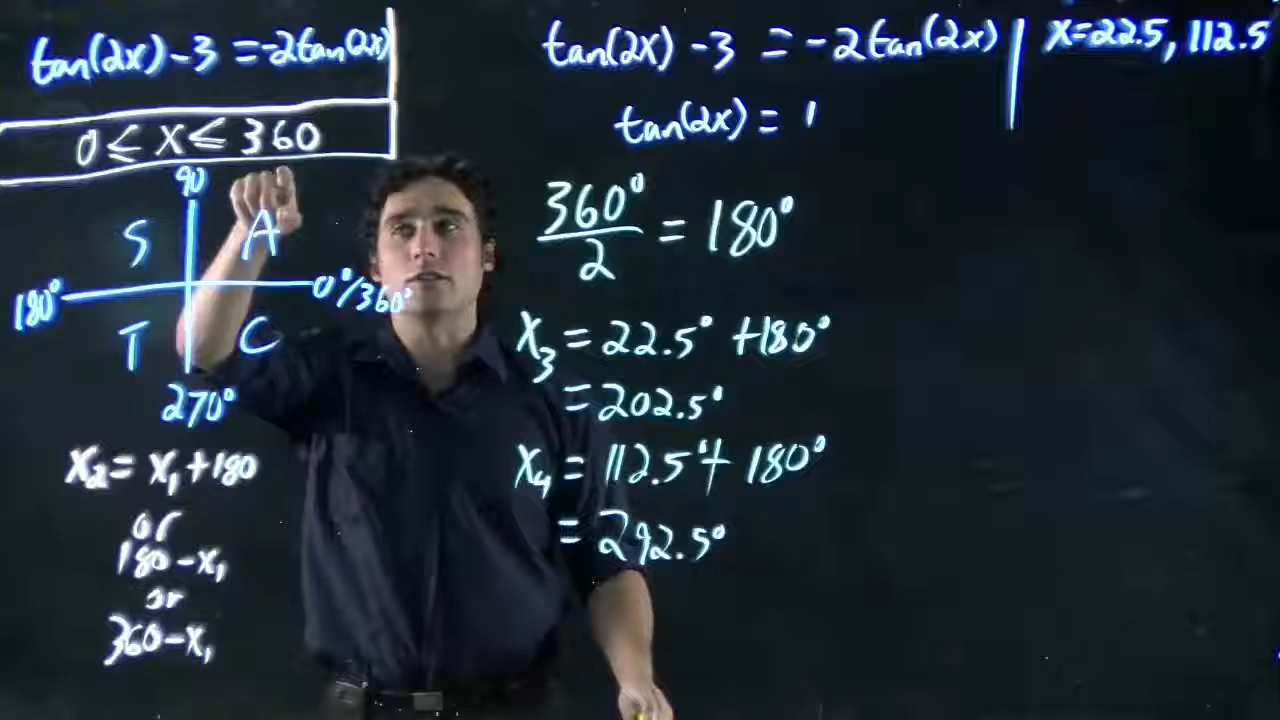 tan(2x) - 3 = -2tan(2x)
0 ≤ x ≤ 360
90
S A
180° 0°/360°
T C
270°
x₂ = x₁ + 180
or
180 - x₁
or
360 - x₁
tan(2x) - 3 = -2tan(2x)
tan(2x) = 1
360°/2 = 180°
x₃ = 22.5° + 180°
= 202.5°
x₄ = 112.5° + 180°
= 292.5°
x = 22.5, 112.5